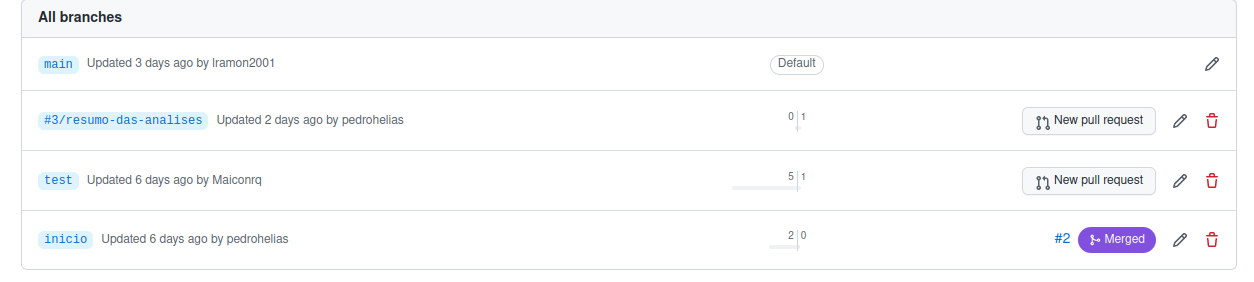 All branches
main Updated 3 days ago by lramon2001 Default
#3/resumo-das-analises Updated 2 days ago by pedrohelias 0 1 New pull request
test Updated 6 days ago by Maiconrq 5 1 New pull request
inicio Updated 6 days ago by pedrohelias 2 0 #2 Merged